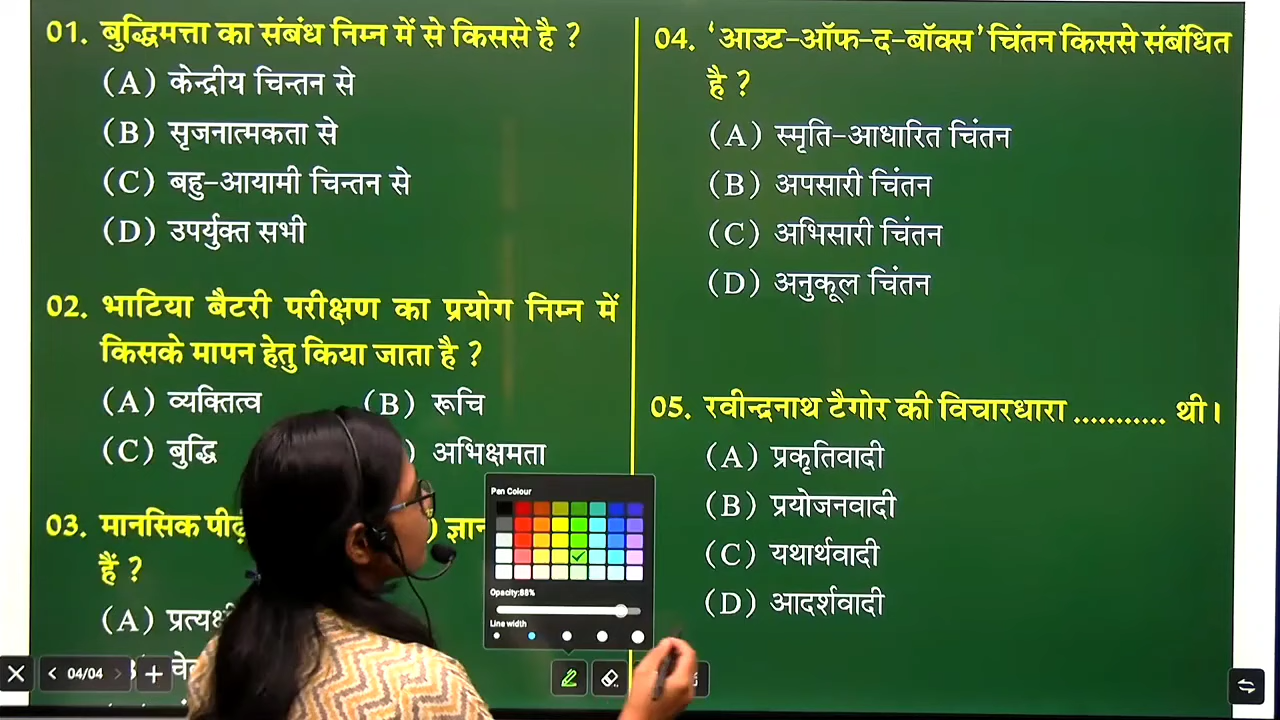 01. बुद्धिमत्ता का संबंध निम्न में से किससे है ?
(A) केन्द्रीय चिन्तन से
(B) सृजनात्मकता से
(C) बहु-आयामी चिन्तन से
(D) उपर्युक्त सभी
02. भाटिया बैटरी परीक्षण का प्रयोग निम्न में
किसके मापन हेतु किया जाता है ?
(A) व्यक्तित्व (B) रूचि
(C) बुद्धि ) अभिक्षमता
03. मानसिक
हैं ?
(A)
04. 'आउट-ऑफ-द-बॉक्स' चिंतन किससे संबंधित
है ?
(A) स्मृति-आधारित चिंतन
(B) अपसारी चिंतन
(C) अभिसारी चिंतन
(D) अनुकूल चिंतन
05. रवीन्द्रनाथ टैगोर की विचारधारा ........... थी।
(A) प्रकृतिवादी
(B) प्रयोजनवादी
(C) यथार्थवादी
(D) आदर्शवादी
Pen Colour
Opacity:88%
Line width
04/04